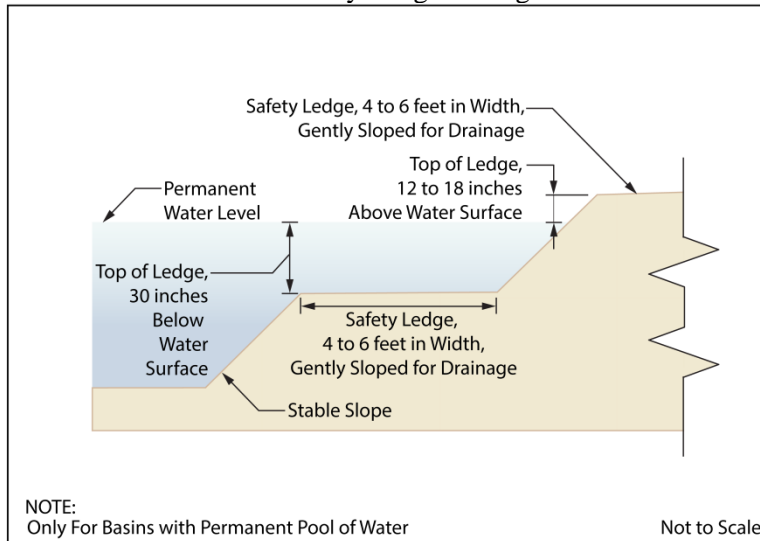 Safety Ledge, 4 to 6 feet in Width,
Gently Sloped for Drainage
Top of Ledge,
12 to 18 inches
Above Water Surface
Permanent
Water Level
Top of Ledge,
30 inches
Below
Water
Surface
Safety Ledge,
4 to 6 feet in Width,
Gently Sloped for Drainage
Stable Slope
NOTE:
Only For Basins with Permanent Pool of Water
Not to Scale